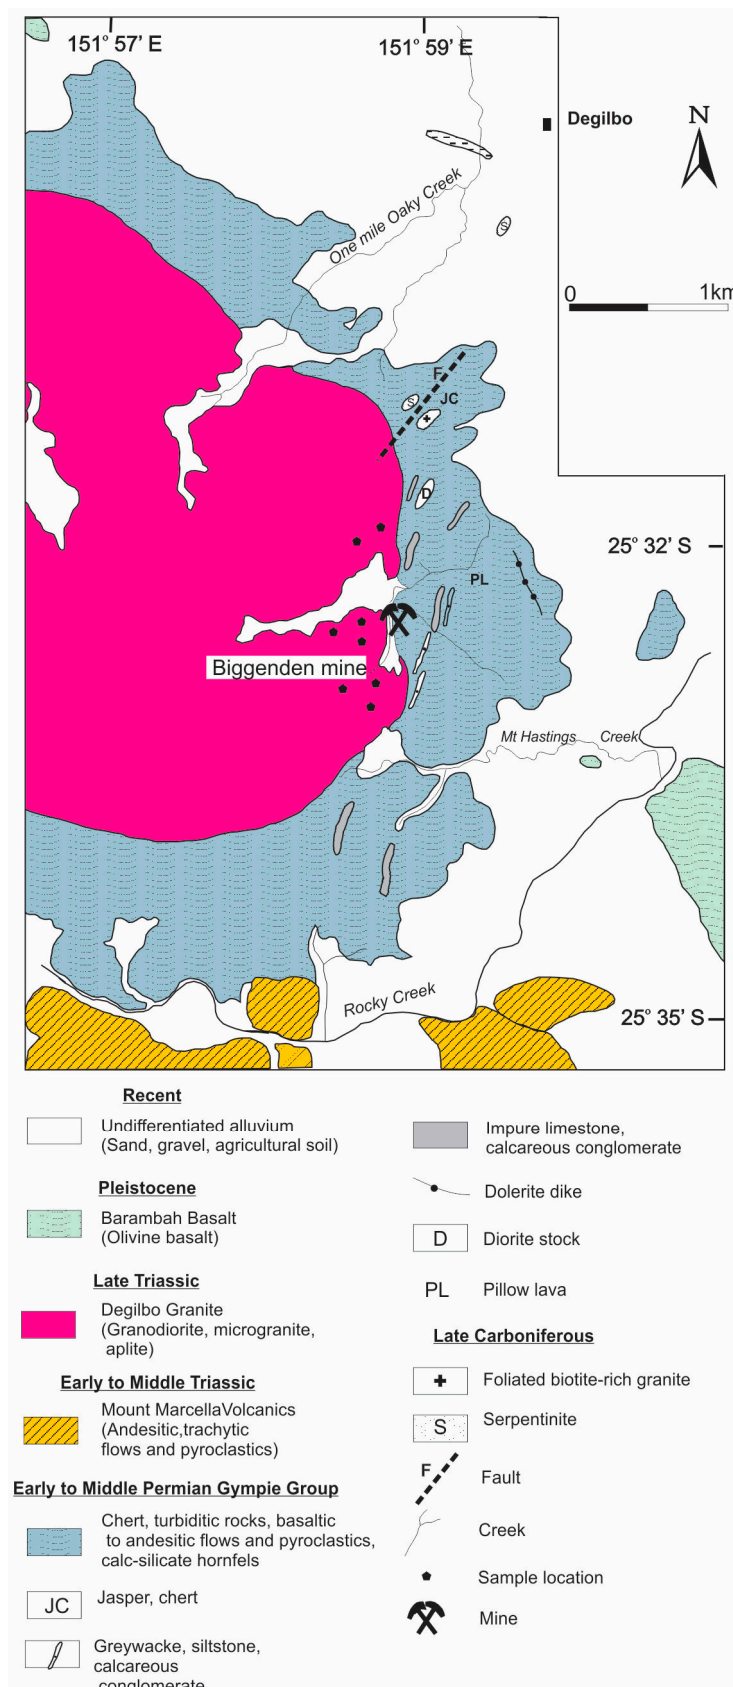 151° 57’ E
151° 59’ E
Degilbo
N
One mile Oaky Creek
S
0
1km
F
S
JC
D
25° 32’ S
PL
Biggenden mine
Mt Hastings Creek
Rocky Creek
25° 35’ S
Recent
Undifferentiated alluvium
(Sand, gravel, agricultural soil)
Pleistocene
Barambah Basalt
(Olivine basalt)
Late Triassic
Degilbo Granite
(Granodiorite, microgranite,
aplite)
Early to Middle Triassic
Mount MarcellaVolcanics
(Andesitic,trachytic
flows and pyroclastics)
Early to Middle Permian Gympie Group
Chert, turbiditic rocks, basaltic
to andesitic flows and pyroclastics,
calc-silicate hornfels
JC
Jasper, chert
Greywacke, siltstone,
calcareous
conglomerate
Impure limestone,
calcareous conglomerate
Dolerite dike
D
Diorite stock
PL
Pillow lava
Late Carboniferous
Foliated biotite-rich granite
S
Serpentinite
F
Fault
Creek
Sample location
Mine